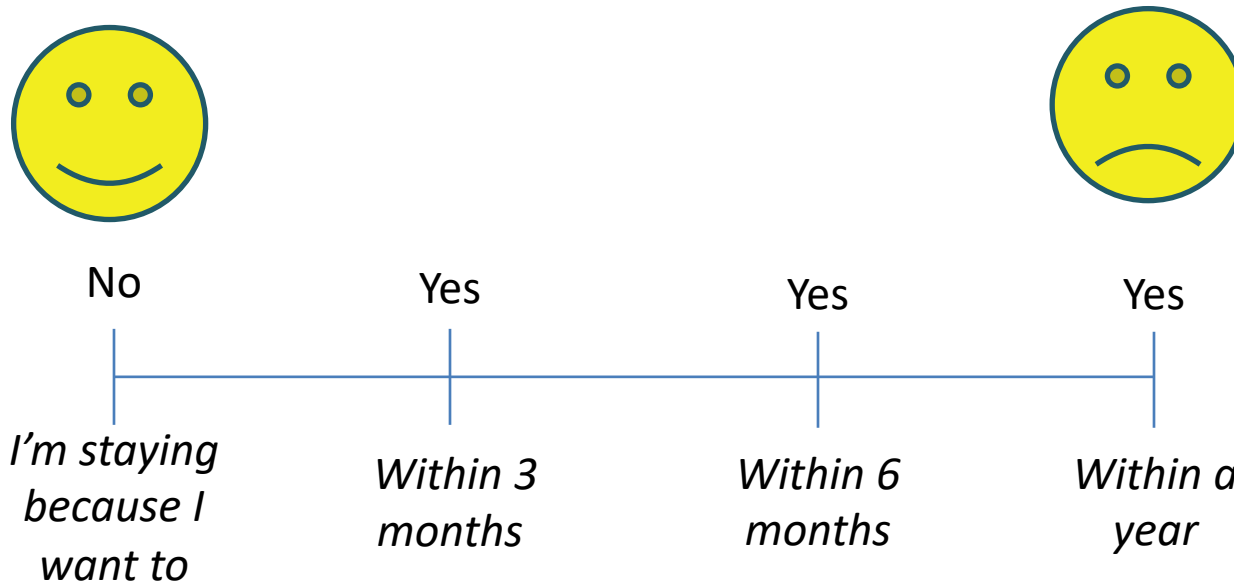 No Yes Yes Yes
I'm staying
because I
want to
Within 3
months
Within 6
months
Within a
year